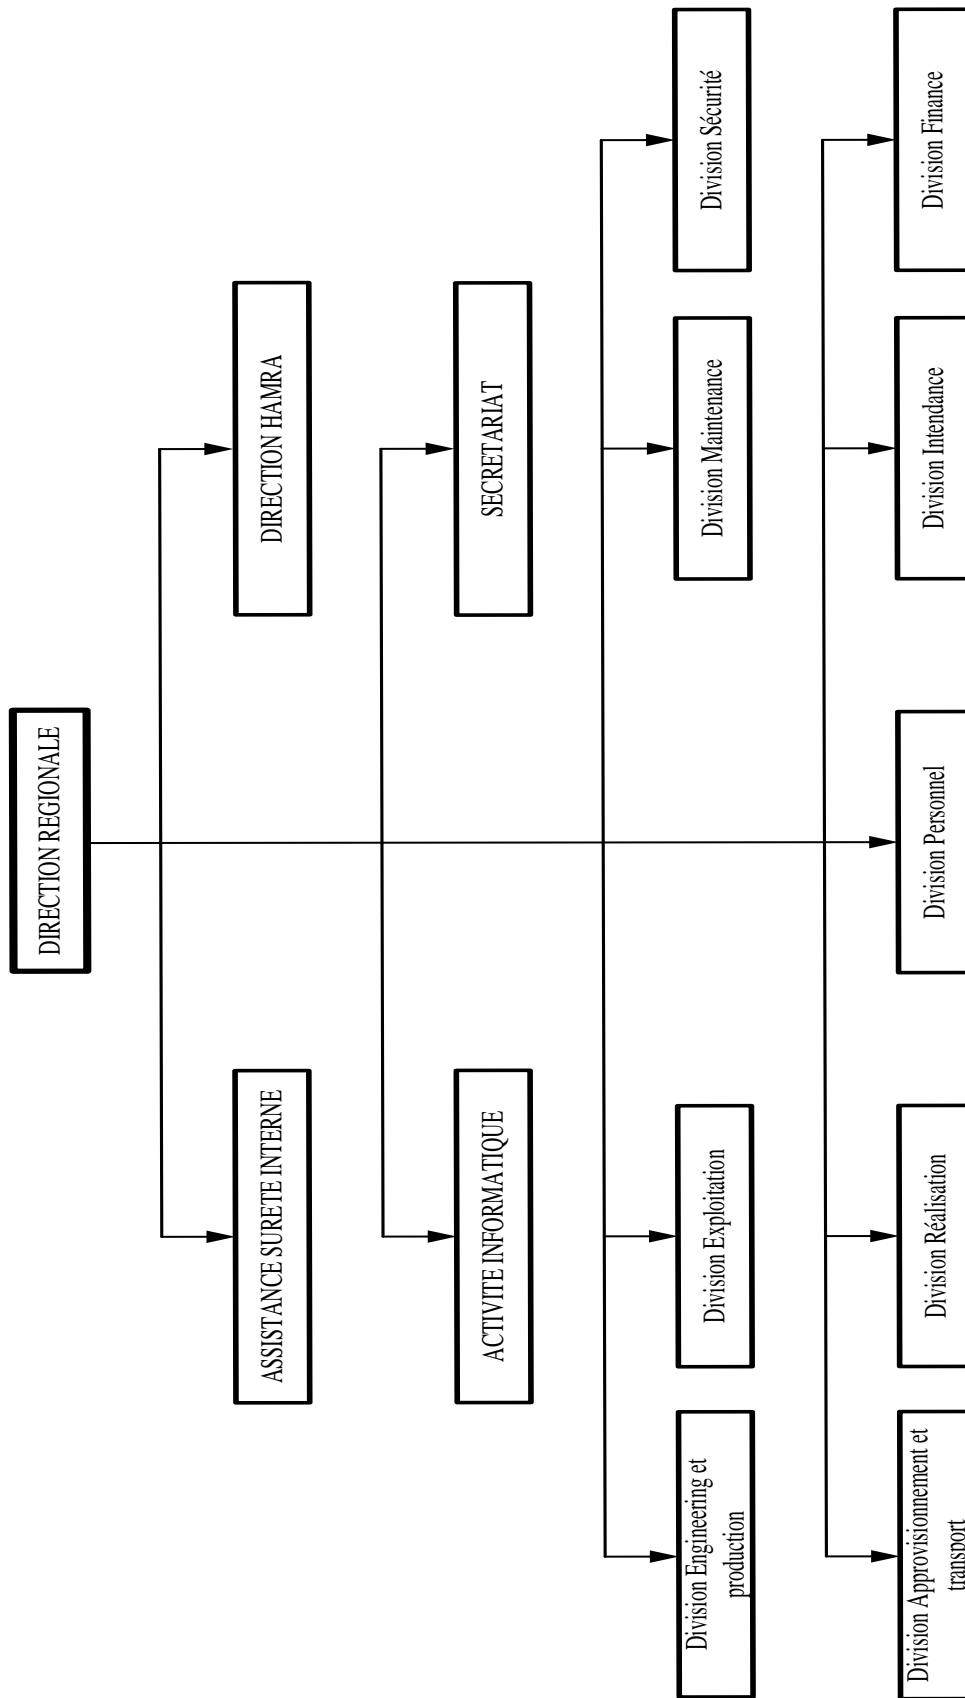 DIRECTION REGIONALE
ASSISTANCE SURETE INTERNE
DIRECTION HAMRA
ACTIVITE INFORMATIQUE
SECRETARIAT
Division Engineering et
production
Division Exploitation
Division Maintenance
Division Sécurité
Division Approvisionnement et
transport
Division Réalisation
Division Personnel
Division Intendance
Division Finance